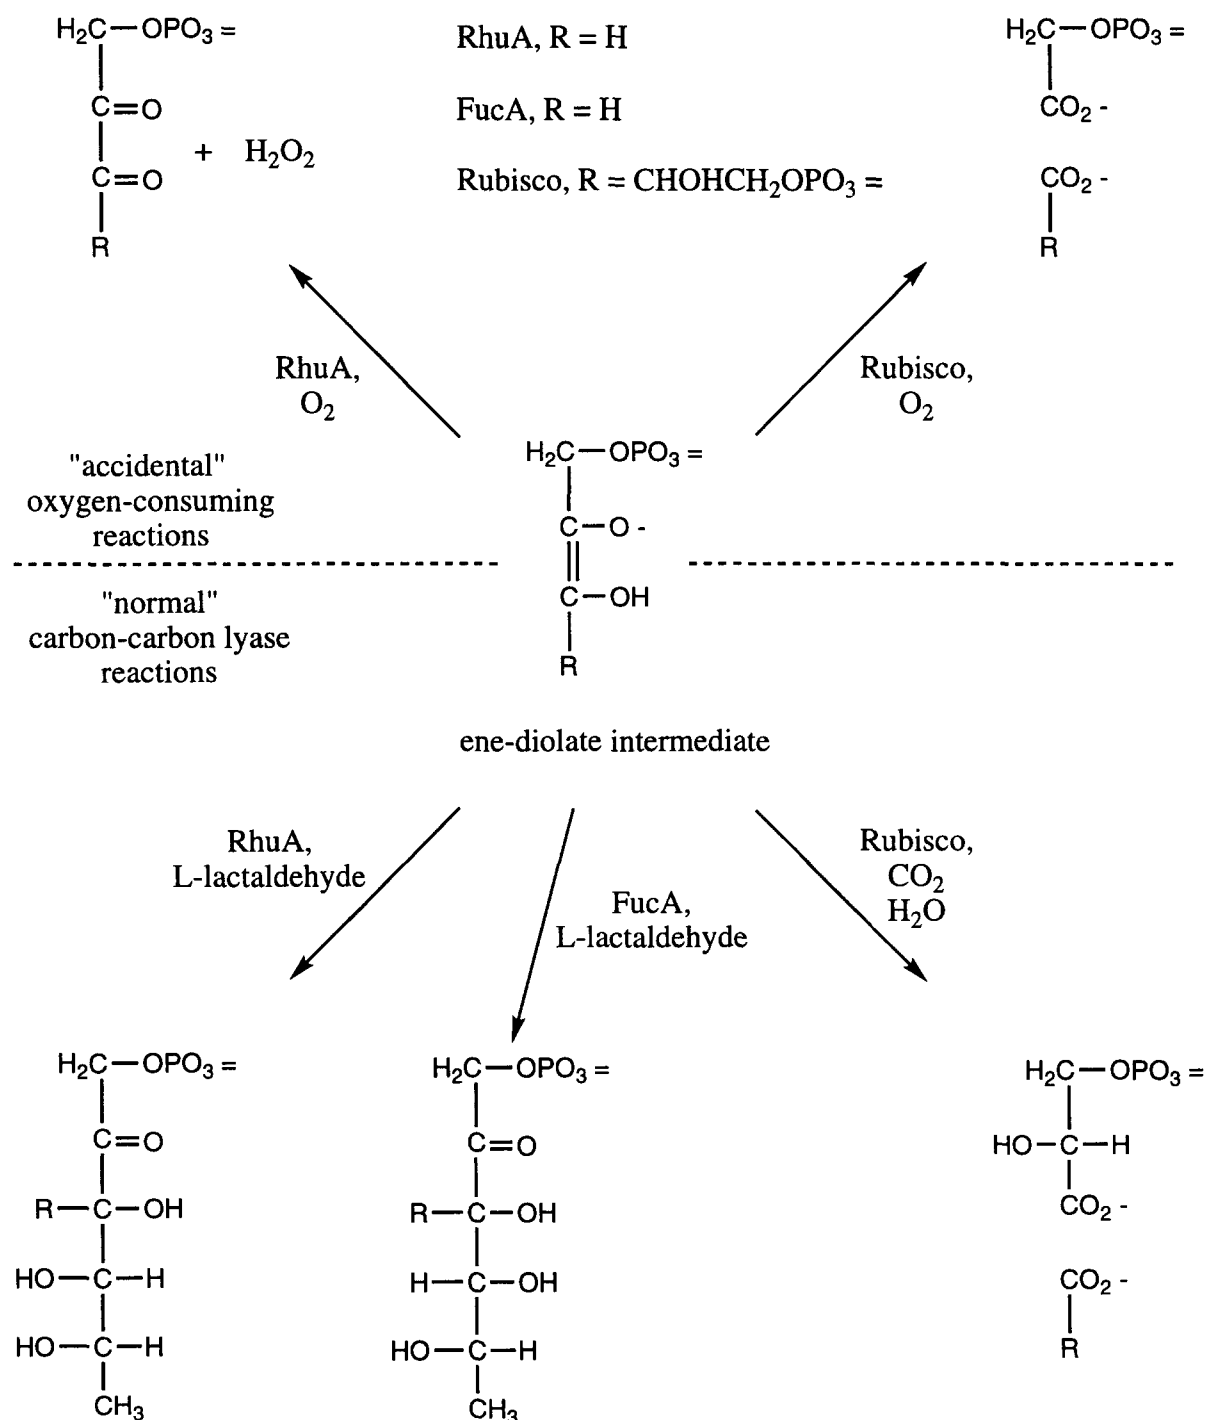 H₂C—OPO₃=
C=O
C=O
R
+ H₂O₂
RhuA, R = H
FucA, R = H
Rubisco, R = CHOHCH₂OPO₃=
H₂C—OPO₃=
CO₂-
CO₂-
R
RhuA,
O₂
Rubisco,
O₂
"accidental"
oxygen-consuming
reactions
"normal"
carbon-carbon lyase
reactions
H₂C—OPO₃=
C—O-
C—OH
R
ene-diolate intermediate
RhuA,
L-lactaldehyde
FucA,
L-lactaldehyde
Rubisco,
CO₂
H₂O
H₂C—OPO₃=
C=O
R—C—OH
HO—C—H
HO—C—H
CH₃
H₂C—OPO₃=
C=O
R—C—OH
H—C—OH
HO—C—H
CH₃
H₂C—OPO₃=
HO—C—H
CO₂-
CO₂-
R